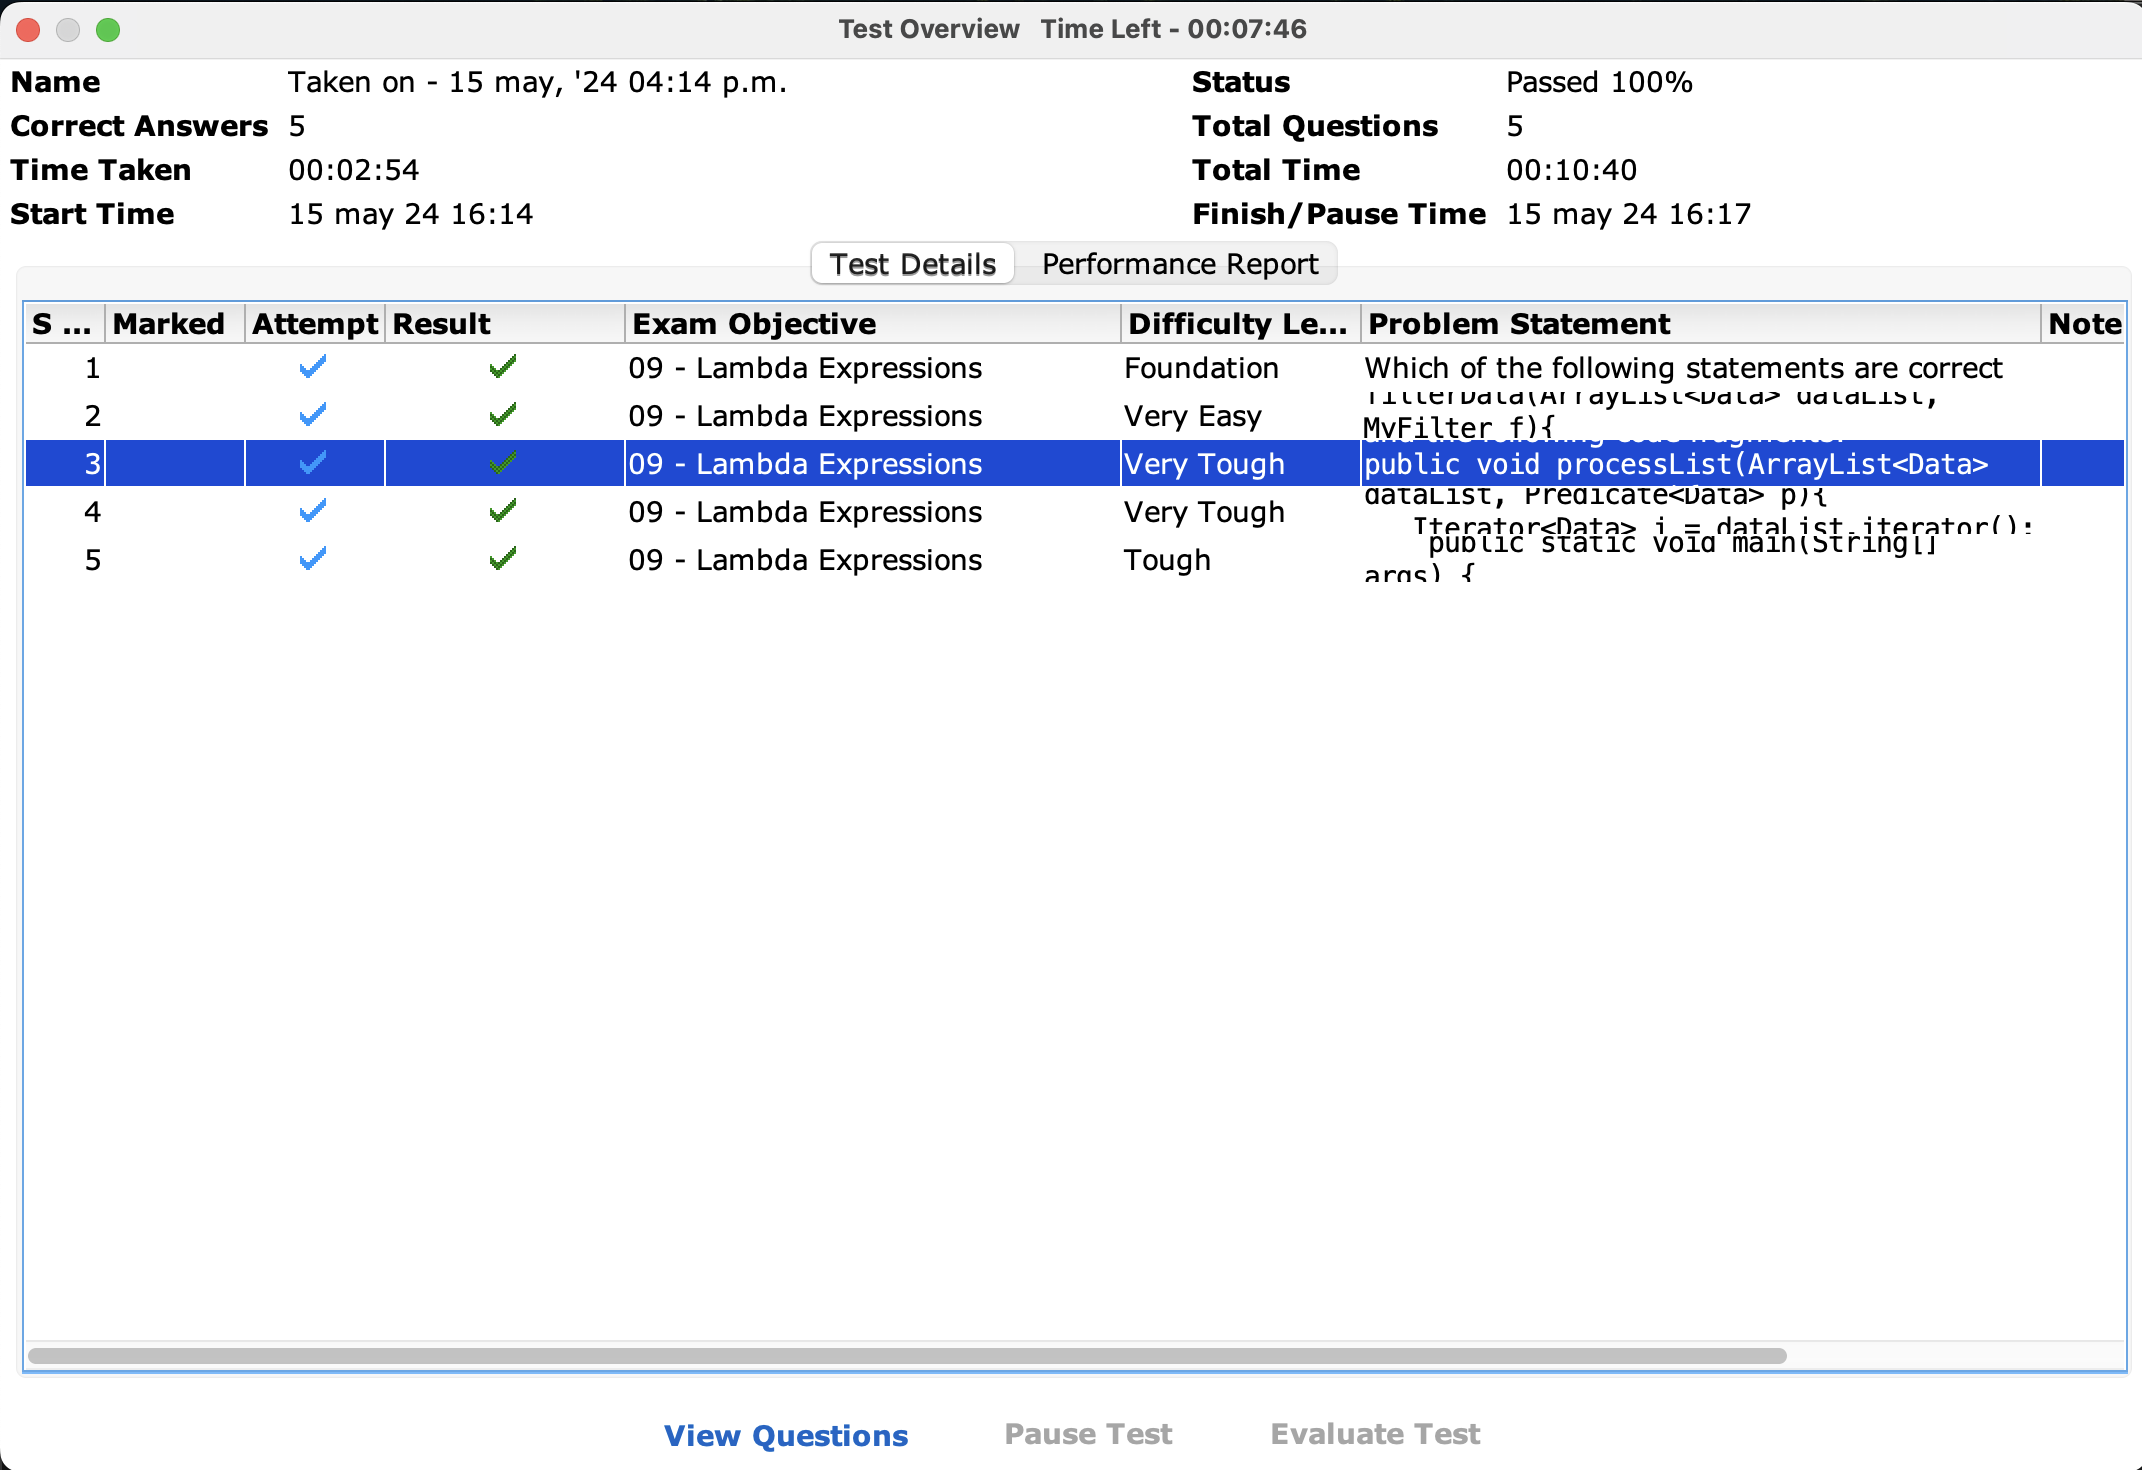 Test Overview Time Left - 00:07:46
Name Taken on - 15 may, '24 04:14 p.m. Status Passed 100%
Correct Answers 5 Total Questions 5
Time Taken 00:02:54 Total Time 00:10:40
Start Time 15 may 24 16:14 Finish/Pause Time 15 may 24 16:17
Test Details Performance Report
S ... Marked Attempt Result Exam Objective Difficulty Le... Problem Statement Note
1 09 - Lambda Expressions Foundation Which of the following statements are correct
2 09 - Lambda Expressions Very Easy filterData(ArrayList<Data> dataList,
MyFilter f){
3 09 - Lambda Expressions Very Tough and the following code fragments:
public void processList(ArrayList<Data>
4 09 - Lambda Expressions Very Tough dataList, Predicate<Data> p){
Iterator<Data> i = dataList.iterator();
5 09 - Lambda Expressions Tough public static void main(String[]
args) {
View Questions Pause Test Evaluate Test